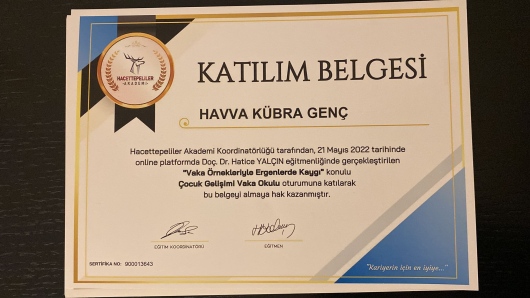 HACETTEPELİLER
AKADEMİ
KATILIM BELGESİ
HAVVA KÜBRA GENÇ
Hacettepeliler Akademi Koordinatörlüğü tarafından, 21 Mayıs 2022 tarihinde
online platformda Doç. Dr. Hatice YALÇIN eğitmenliğinde gerçekleştirilen
"Vaka Örnekleriyle Ergenlerde Kaygı" konulu
Çocuk Gelişimi Vaka Okulu oturumuna katılarak
bu belgeyi almaya hak kazanmıştır.
EĞİTİM KOORDİNATÖRÜ
EĞİTMEN
SERTİFİKA NO: 900013643
"Kariyerin için en iyiye..."